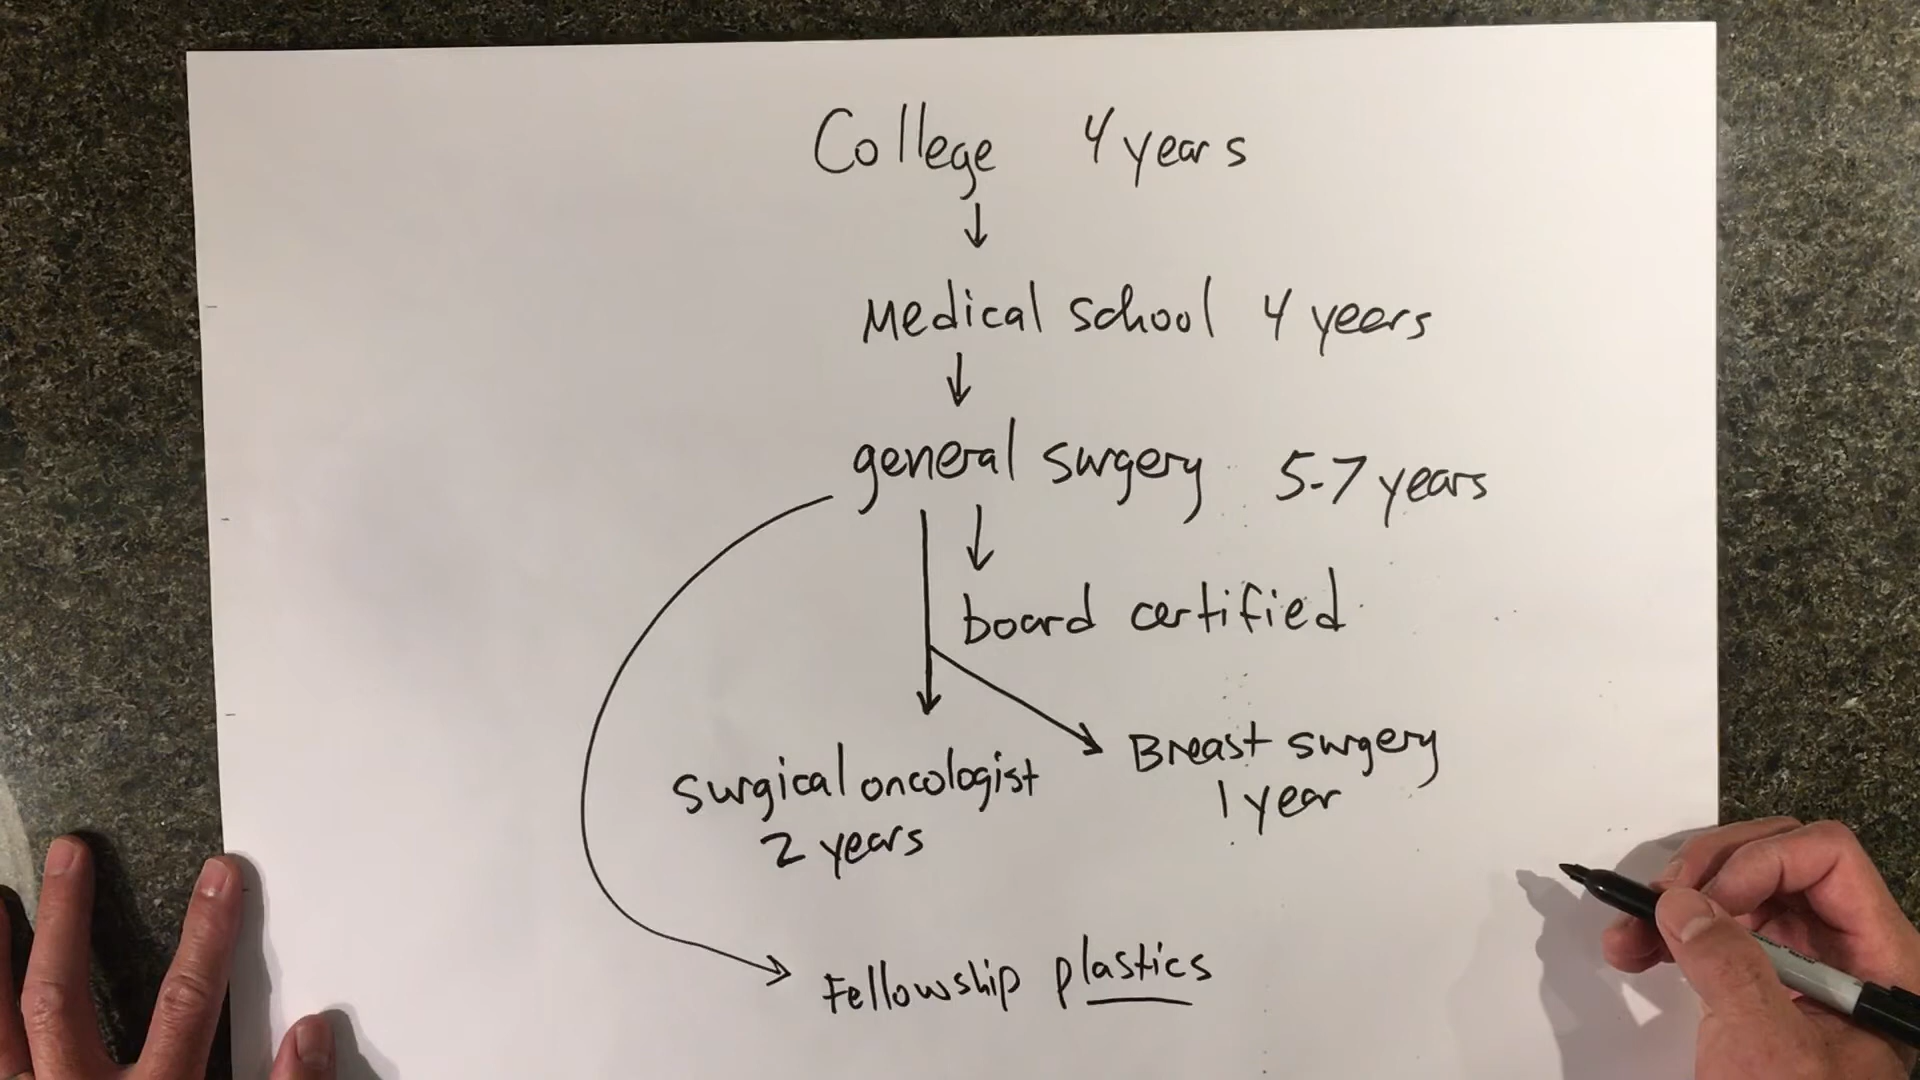 College 4 years
Medical school 4 years
general surgery 5-7 years
board certified
Surgical oncologist
2 years
Breast surgery
1 year
Fellowship plastics